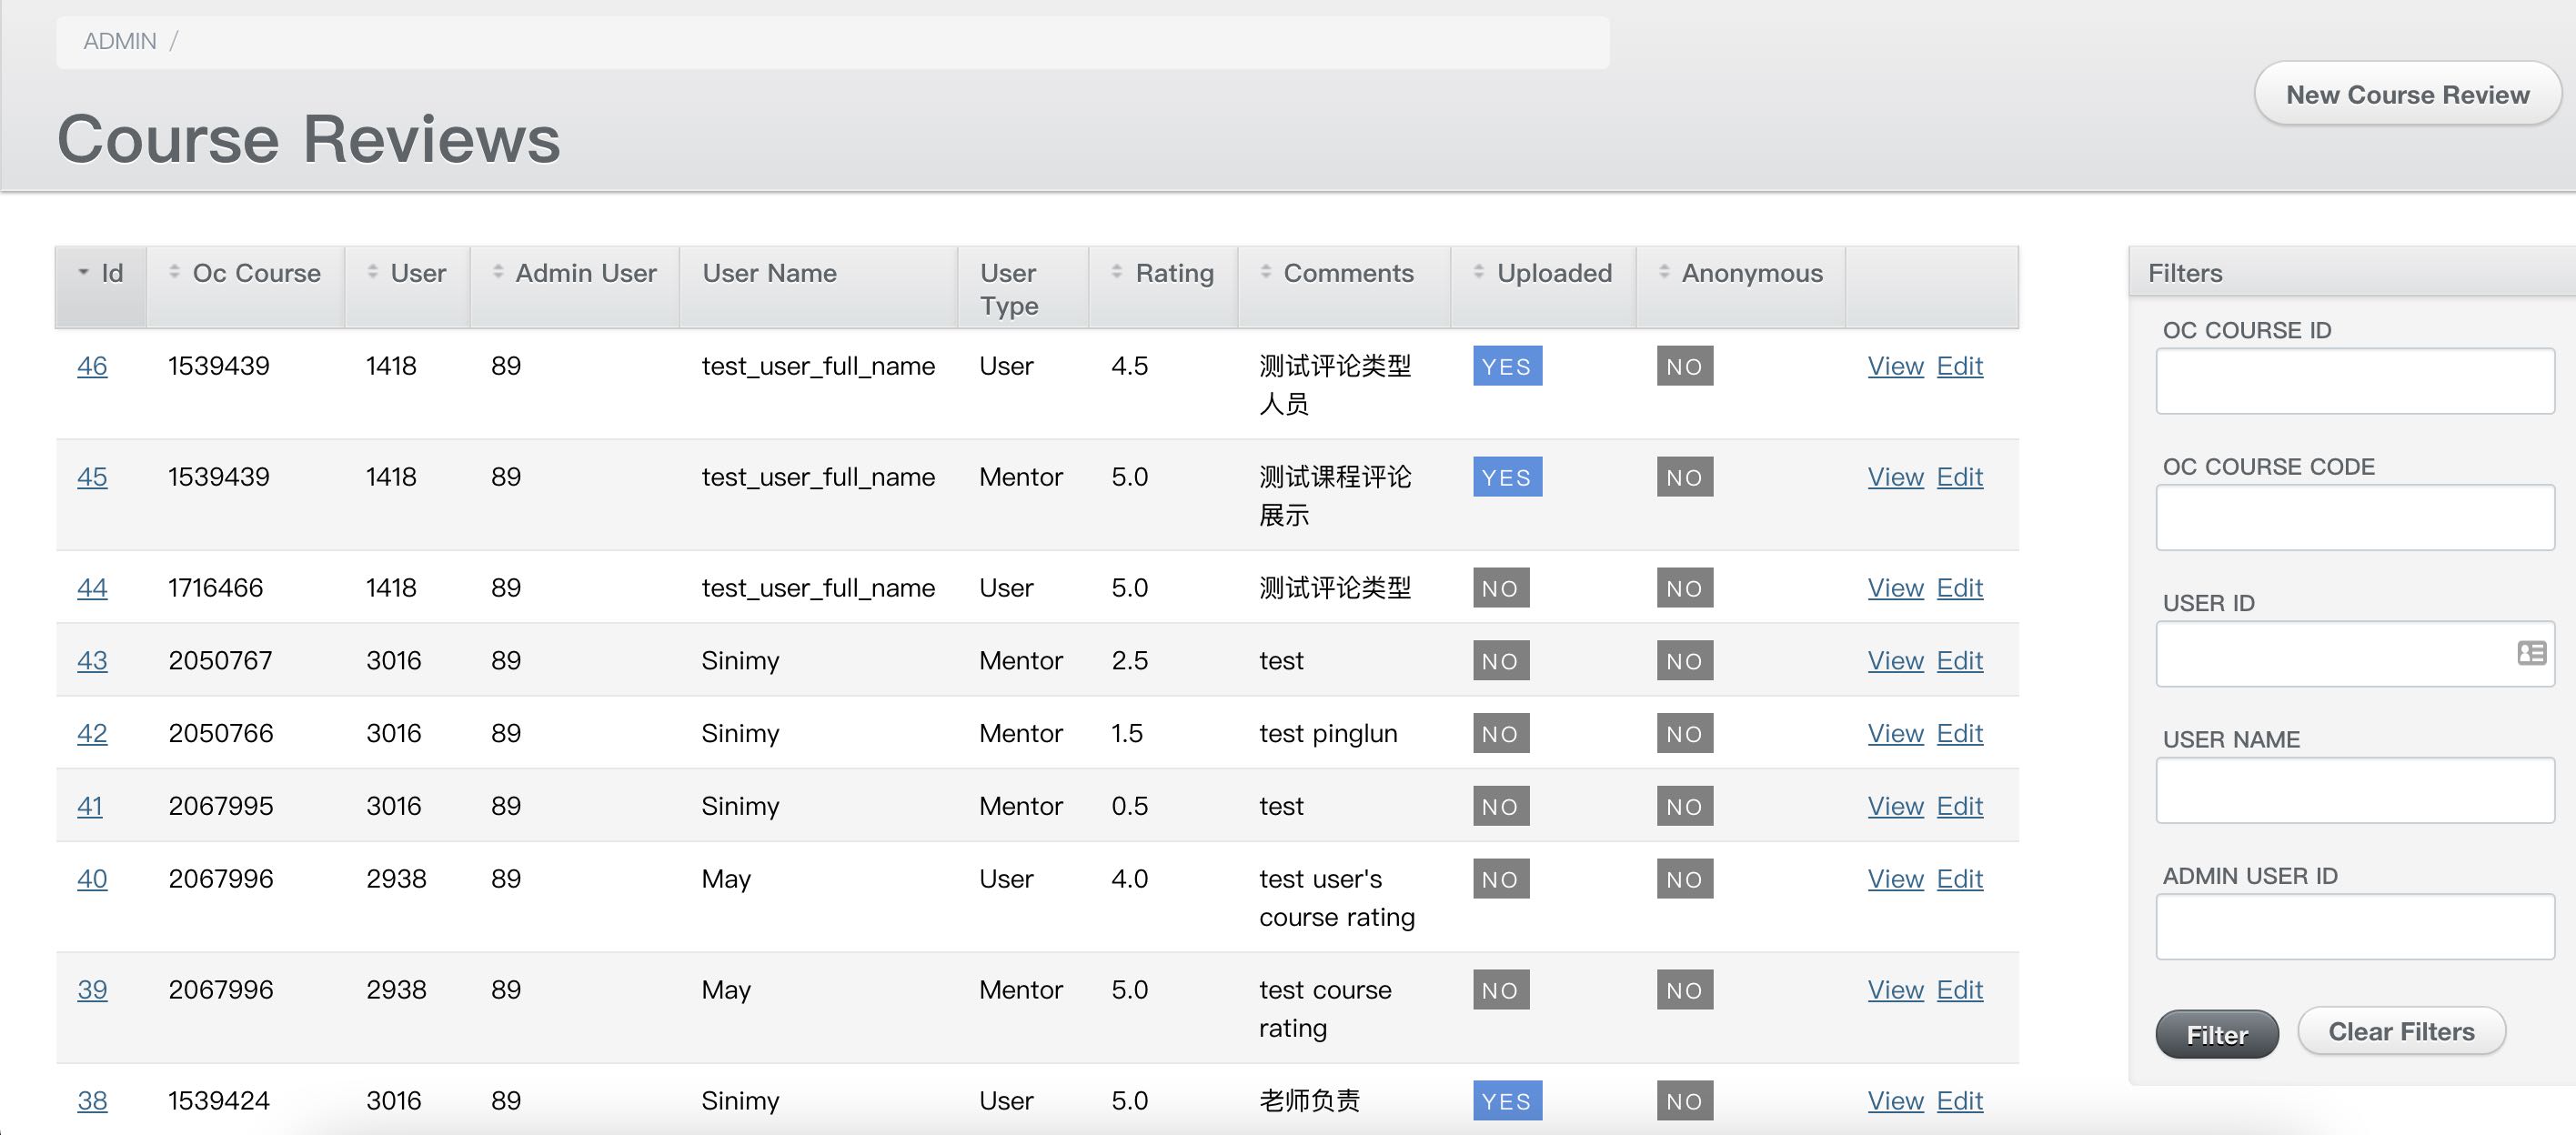 ADMIN /
Course Reviews
New Course Review
Id Oc Course User Admin User User Name User Type Rating Comments Uploaded Anonymous
46 1539439 1418 89 test_user_full_name User 4.5 测试评论类型人员 YES NO View Edit
45 1539439 1418 89 test_user_full_name Mentor 5.0 测试课程评论展示 YES NO View Edit
44 1716466 1418 89 test_user_full_name User 5.0 测试评论类型 NO NO View Edit
43 2050767 3016 89 Sinimy Mentor 2.5 test NO NO View Edit
42 2050766 3016 89 Sinimy Mentor 1.5 test pinglun NO NO View Edit
41 2067995 3016 89 Sinimy Mentor 0.5 test NO NO View Edit
40 2067996 2938 89 May User 4.0 test user's course rating NO NO View Edit
39 2067996 2938 89 May Mentor 5.0 test course rating NO NO View Edit
38 1539424 3016 89 Sinimy User 5.0 老师负责 YES NO View Edit
Filters
OC COURSE ID
OC COURSE CODE
USER ID
USER NAME
ADMIN USER ID
Filter Clear Filters